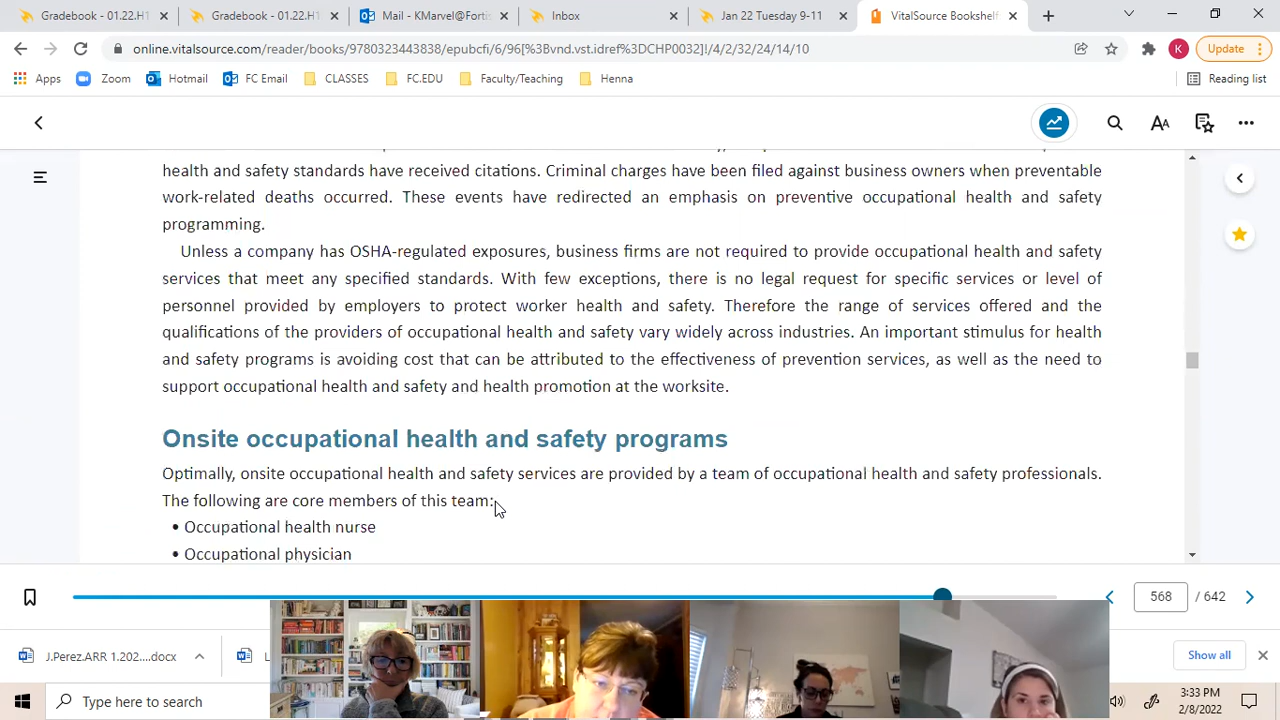 Gradebook - 01.22.H1
Gradebook - 01.22.H1
Mail - KMarvel@Fortis
Inbox
Jan 22 Tuesday 9-11
VitalSource Bookshelf
online.vitalsource.com/reader/books/9780323443838/epubcfi/6/96[%3Bvnd.vst.idref%3DCHP0032]!/4/2/32/24/14/10
K
Update
Apps
Zoom
Hotmail
FC Email
CLASSES
FC.EDU
Faculty/Teaching
Henna
Reading list
AA
health and safety standards have received citations. Criminal charges have been filed against business owners when preventable
work-related deaths occurred. These events have redirected an emphasis on preventive occupational health and safety
programming.
Unless a company has OSHA-regulated exposures, business firms are not required to provide occupational health and safety
services that meet any specified standards. With few exceptions, there is no legal request for specific services or level of
personnel provided by employers to protect worker health and safety. Therefore the range of services offered and the
qualifications of the providers of occupational health and safety vary widely across industries. An important stimulus for health
and safety programs is avoiding cost that can be attributed to the effectiveness of prevention services, as well as the need to
support occupational health and safety and health promotion at the worksite.
Onsite occupational health and safety programs
Optimally, onsite occupational health and safety services are provided by a team of occupational health and safety professionals.
The following are core members of this team:
• Occupational health nurse
• Occupational physician
568 / 642
J.Perez.ARR 1.202....docx
L
Show all
Type here to search
3:33 PM
2/8/2022